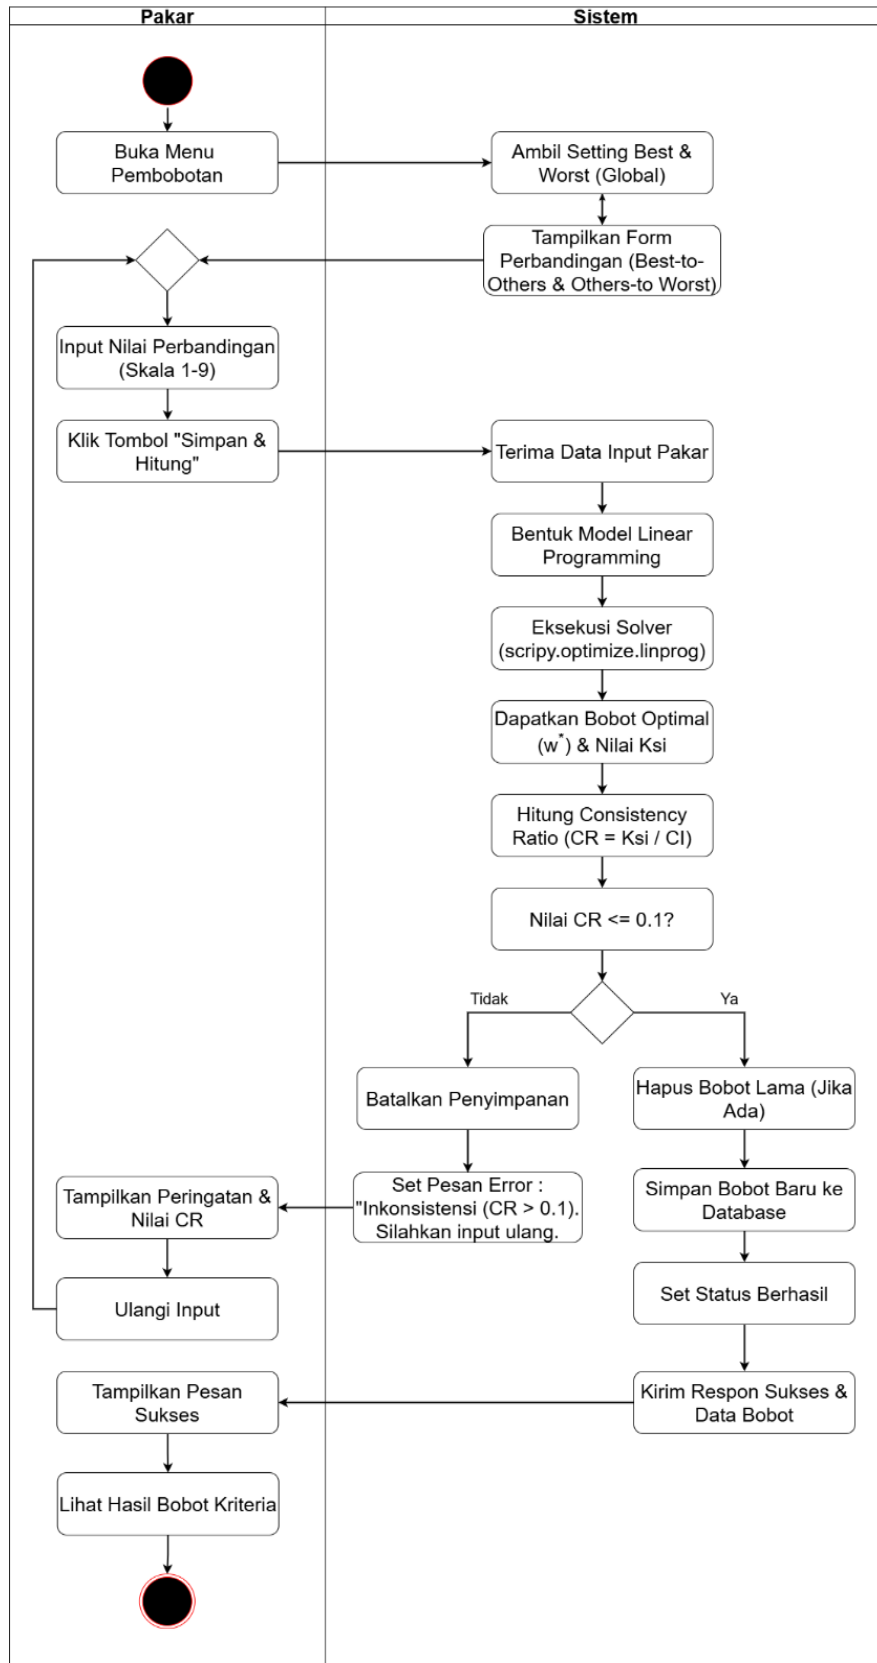 Pakar
Sistem
Buka Menu
Pembobotan
Ambil Setting Best &
Worst (Global)
Tampilkan Form
Perbandingan (Best-to-
Others & Others-to Worst)
Input Nilai Perbandingan
(Skala 1-9)
Klik Tombol "Simpan &
Hitung"
Terima Data Input Pakar
Bentuk Model Linear
Programming
Eksekusi Solver
(scripy.optimize.linprog)
Dapatkan Bobot Optimal
(w*) & Nilai Ksi
Hitung Consistency
Ratio (CR = Ksi / CI)
Nilai CR <= 0.1?
Tidak
Ya
Batalkan Penyimpanan
Hapus Bobot Lama (Jika
Ada)
Set Pesan Error :
"Inkonsistensi (CR > 0.1).
Silahkan input ulang.
Simpan Bobot Baru ke
Database
Tampilkan Peringatan &
Nilai CR
Ulangi Input
Set Status Berhasil
Tampilkan Pesan
Sukses
Kirim Respon Sukses &
Data Bobot
Lihat Hasil Bobot Kriteria